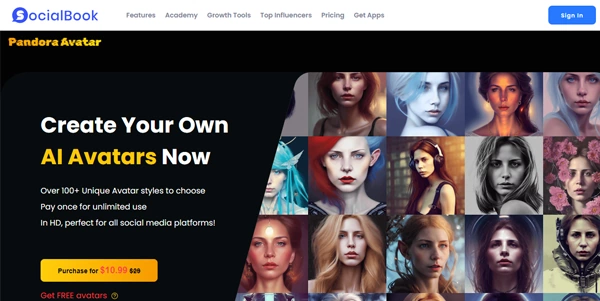 SocialBook
Features Academy Growth Tools Top Influencers Pricing Get Apps
Sign In
Pandora Avatar
Create Your Own
AI Avatars Now
Over 100+ Unique Avatar styles to choose
Pay once for unlimited use
In HD, perfect for all social media platforms!
Purchase for $10.99 $29
Get FREE avatars ?